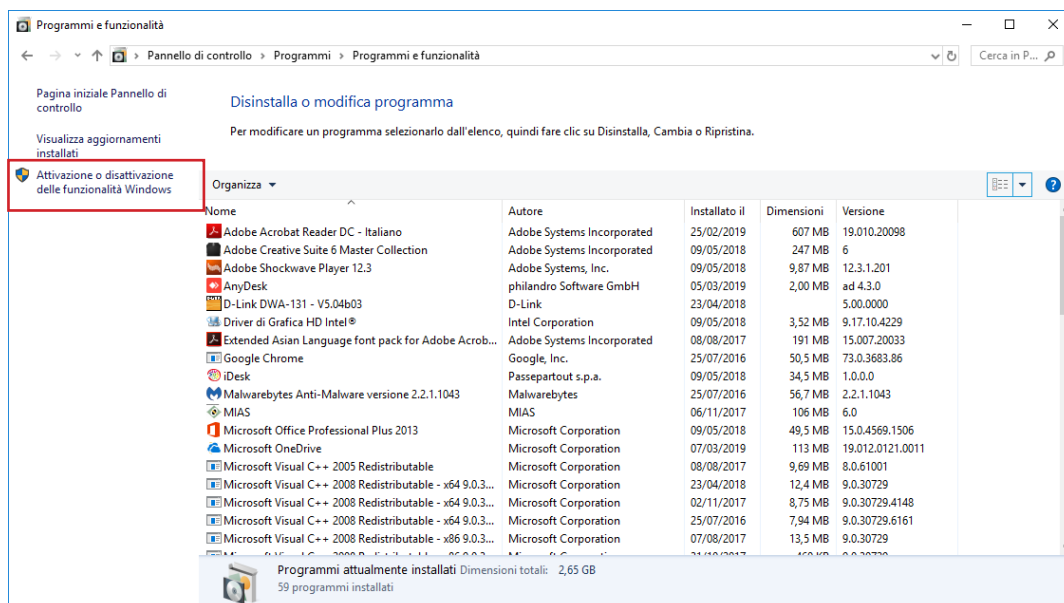 Programmi e funzionalità
Pannello di controllo > Programmi > Programmi e funzionalità
Cerca in P...
Pagina iniziale Pannello di
controllo
Visualizza aggiornamenti
installati
Attivazione o disattivazione
delle funzionalità Windows
Disinstalla o modifica programma
Per modificare un programma selezionarlo dall'elenco, quindi fare clic su Disinstalla, Cambia o Ripristina.
Organizza
Nome Autore Installato il Dimensioni Versione
Adobe Acrobat Reader DC - Italiano Adobe Systems Incorporated 25/02/2019 607 MB 19.010.20098
Adobe Creative Suite 6 Master Collection Adobe Systems Incorporated 09/05/2018 247 MB 6
Adobe Shockwave Player 12.3 Adobe Systems, Inc. 09/05/2018 9,87 MB 12.3.1.201
AnyDesk philandro Software GmbH 05/03/2019 2,00 MB ad 4.3.0
D-Link DWA-131 - V5.04b03 D-Link 23/04/2018 5.00.0000
Driver di Grafica HD Intel® Intel Corporation 09/05/2018 3,52 MB 9.17.10.4229
Extended Asian Language font pack for Adobe Acrob... Adobe Systems Incorporated 08/08/2017 191 MB 15.007.20033
Google Chrome Google, Inc. 25/07/2016 50,5 MB 73.0.3683.86
iDesk Passepartout s.p.a. 09/05/2018 34,5 MB 1.0.0.0
Malwarebytes Anti-Malware versione 2.2.1.1043 Malwarebytes 25/07/2016 56,7 MB 2.2.1.1043
MIAS MIAS 06/11/2017 106 MB 6.0
Microsoft Office Professional Plus 2013 Microsoft Corporation 09/05/2018 49,5 MB 15.0.4569.1506
Microsoft OneDrive Microsoft Corporation 07/03/2019 113 MB 19.012.0121.0011
Microsoft Visual C++ 2005 Redistributable Microsoft Corporation 08/08/2017 9,69 MB 8.0.61001
Microsoft Visual C++ 2008 Redistributable - x64 9.0.3... Microsoft Corporation 23/04/2018 12,4 MB 9.0.30729
Microsoft Visual C++ 2008 Redistributable - x64 9.0.3... Microsoft Corporation 02/11/2017 8,75 MB 9.0.30729.4148
Microsoft Visual C++ 2008 Redistributable - x64 9.0.3... Microsoft Corporation 25/07/2016 7,94 MB 9.0.30729.6161
Microsoft Visual C++ 2008 Redistributable - x86 9.0.3... Microsoft Corporation 07/08/2017 13,5 MB 9.0.30729
Programmi attualmente installati Dimensioni totali: 2,65 GB
59 programmi installati